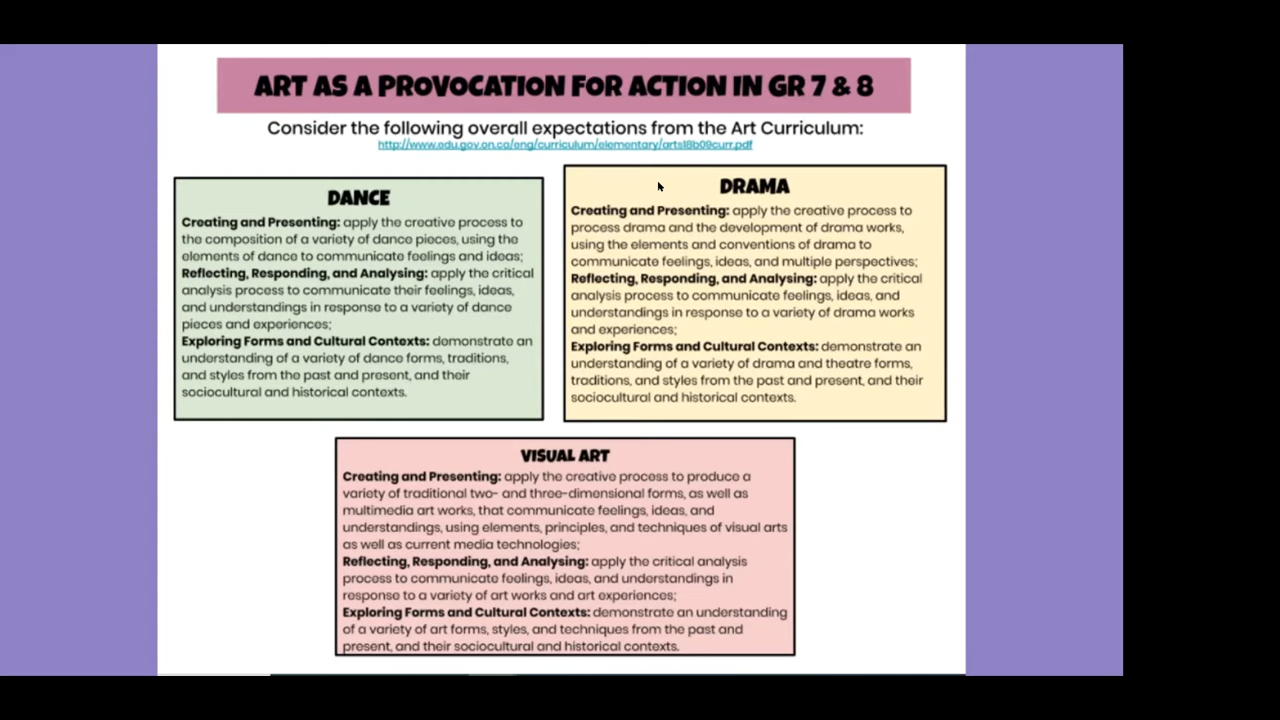 ART AS A PROVOCATION FOR ACTION IN GR 7 & 8
Consider the following overall expectations from the Art Curriculum:
http://www.edu.gov.on.ca/eng/curriculum/elementary/arts18b09curr.pdf
DANCE
Creating and Presenting: apply the creative process to
the composition of a variety of dance pieces, using the
elements of dance to communicate feelings and ideas;
Reflecting, Responding, and Analysing: apply the critical
analysis process to communicate their feelings, ideas,
and understandings in response to a variety of dance
pieces and experiences;
Exploring Forms and Cultural Contexts: demonstrate an
understanding of a variety of dance forms, traditions,
and styles from the past and present, and their
sociocultural and historical contexts.
DRAMA
Creating and Presenting: apply the creative process to
process drama and the development of drama works,
using the elements and conventions of drama to
communicate feelings, ideas, and multiple perspectives;
Reflecting, Responding, and Analysing: apply the critical
analysis process to communicate feelings, ideas, and
understandings in response to a variety of drama works
and experiences;
Exploring Forms and Cultural Contexts: demonstrate an
understanding of a variety of drama and theatre forms,
traditions, and styles from the past and present, and their
sociocultural and historical contexts.
VISUAL ART
Creating and Presenting: apply the creative process to produce a
variety of traditional two- and three-dimensional forms, as well as
multimedia art works, that communicate feelings, ideas, and
understandings, using elements, principles, and techniques of visual arts
as well as current media technologies;
Reflecting, Responding, and Analysing: apply the critical analysis
process to communicate feelings, ideas, and understandings in
response to a variety of art works and art experiences;
Exploring Forms and Cultural Contexts: demonstrate an understanding
of a variety of art forms, styles, and techniques from the past and
present, and their sociocultural and historical contexts.